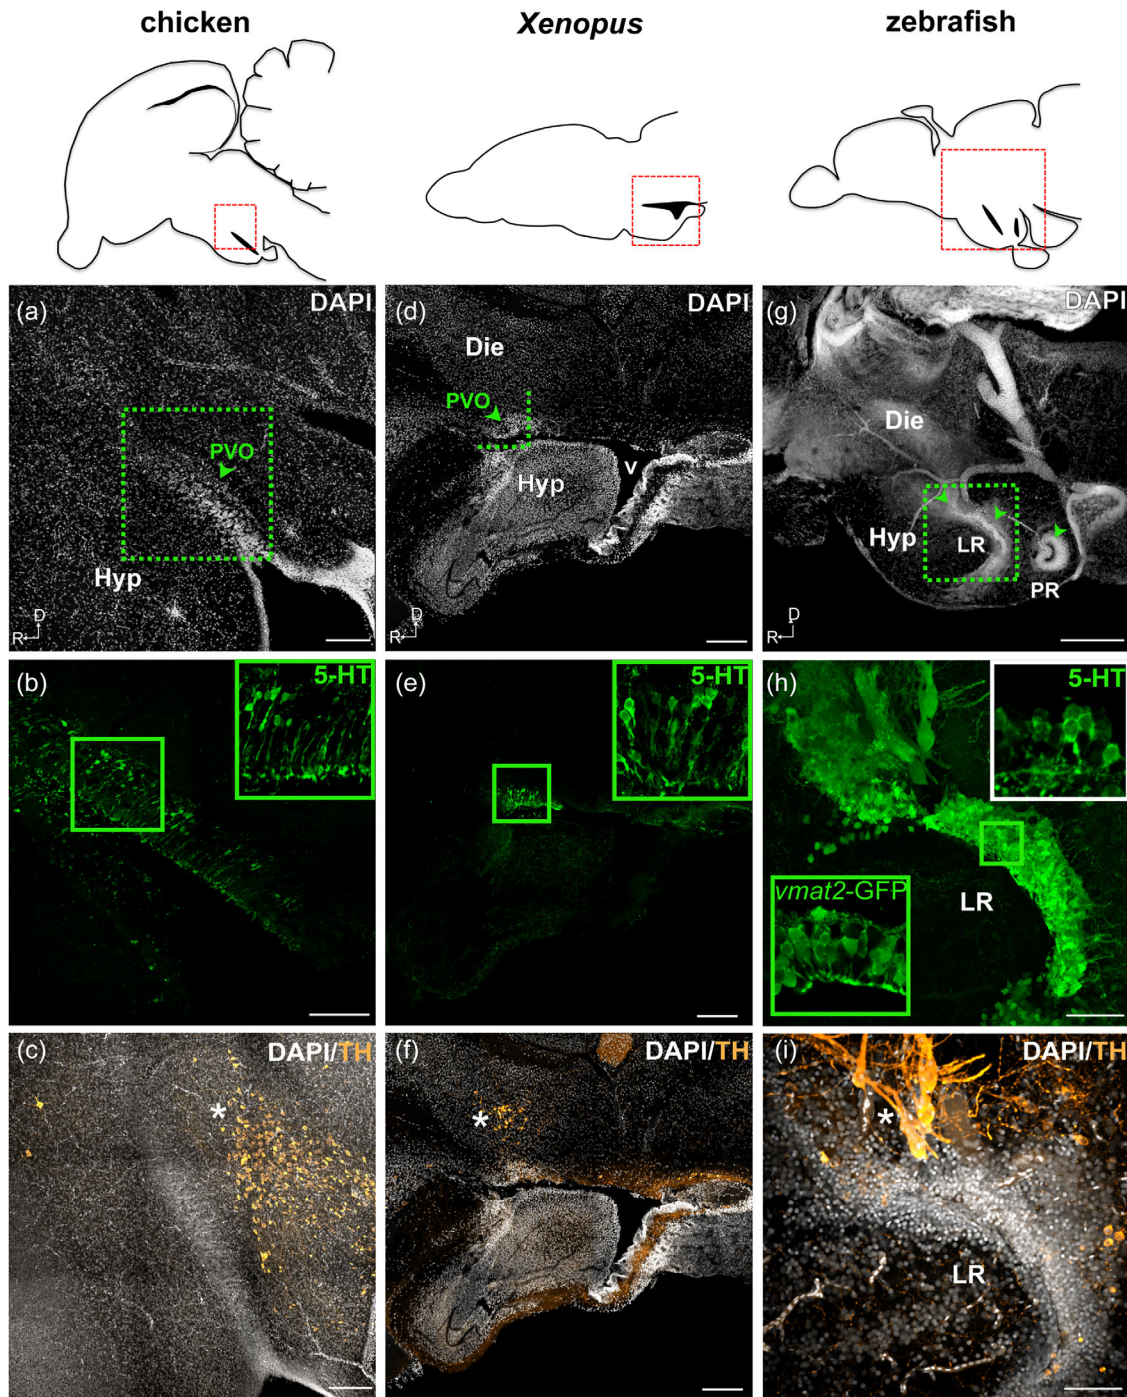 chicken
Xenopus
zebrafish
(a)
DAPI
PVO
Hyp
D
R
(d)
DAPI
Die
PVO
Hyp
v
D
R
(g)
DAPI
Die
Hyp
LR
PR
D
R
(b)
5-HT
(e)
5-HT
(h)
5-HT
LR
vmat2-GFP
(c)
DAPI/TH
*
(f)
DAPI/TH
*
(i)
DAPI/TH
*
LR